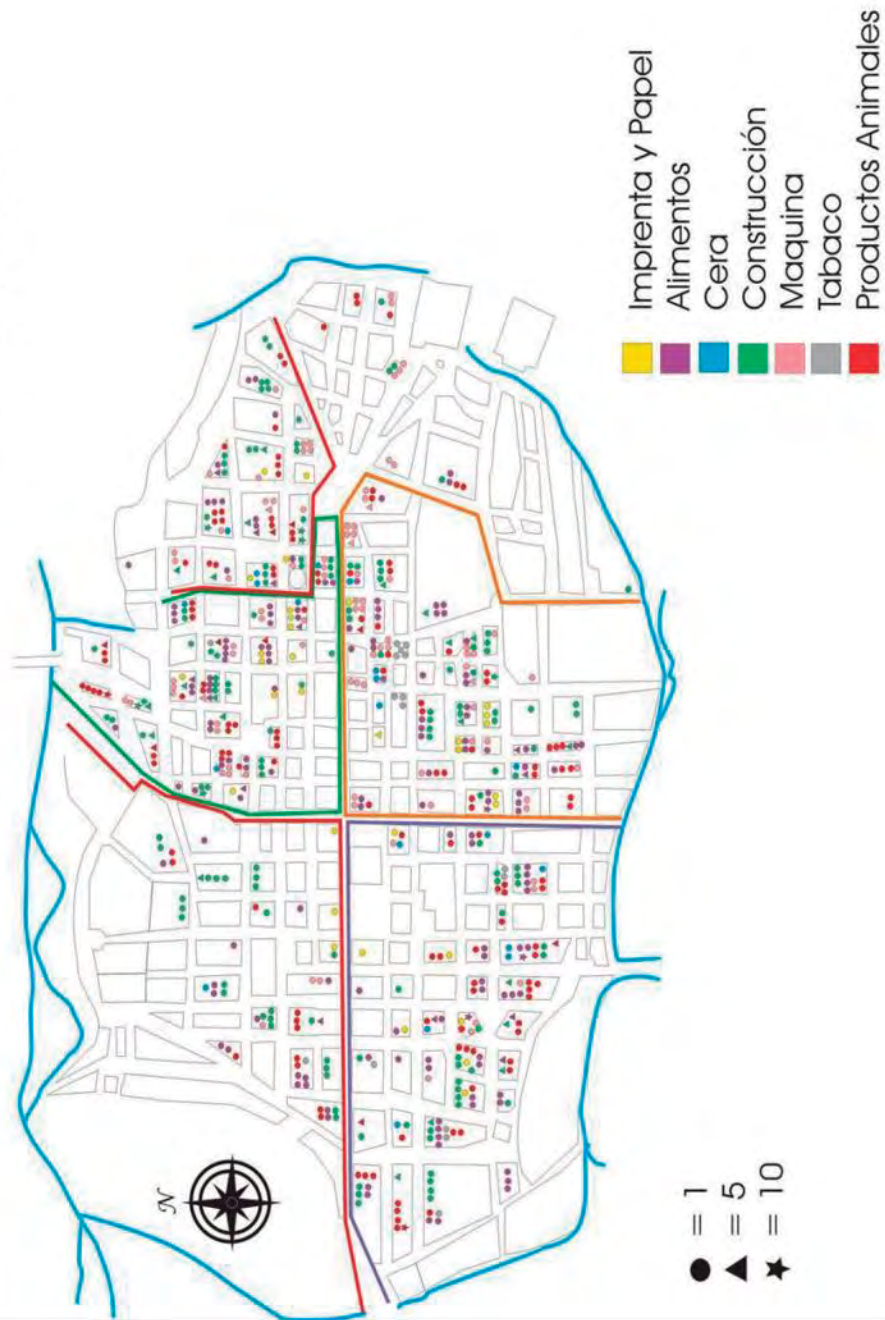 N
Imprenta y Papel
Alimentos
Cera
Construcción
Maquina
Tabaco
Productos Animales
= 1
= 5
= 10